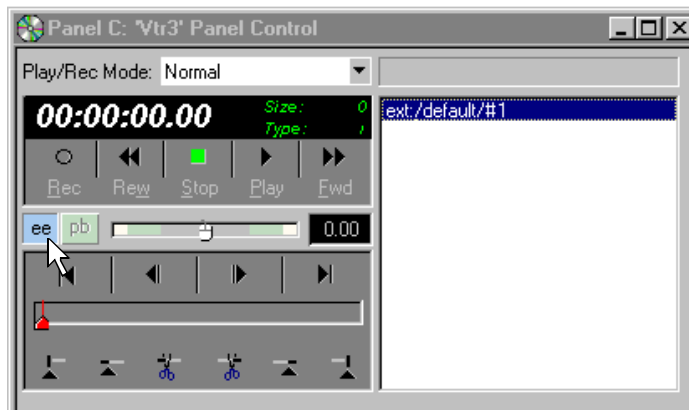 Panel C: 'Vtr3' Panel Control
Play/Rec Mode: Normal
00:00:00.00
Size: 0
Type: 1
ext:/default/#1
Rec Rew Stop Play Fwd
ee pb 0.00